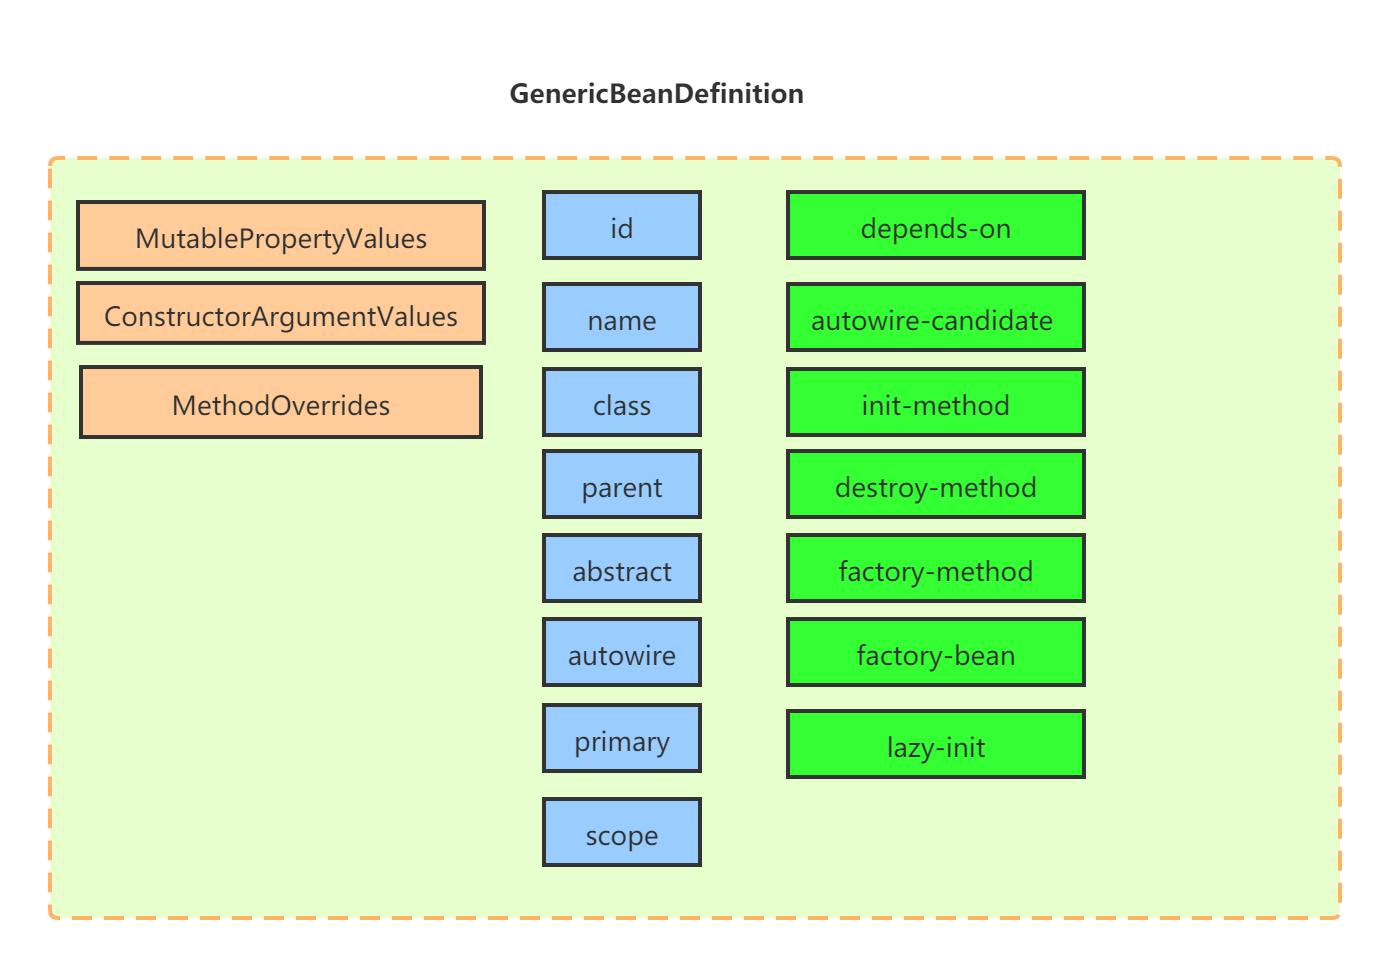 GenericBeanDefinition
MutablePropertyValues
ConstructorArgumentValues
MethodOverrides
id
name
class
parent
abstract
autowire
primary
scope
depends-on
autowire-candidate
init-method
destroy-method
factory-method
factory-bean
lazy-init